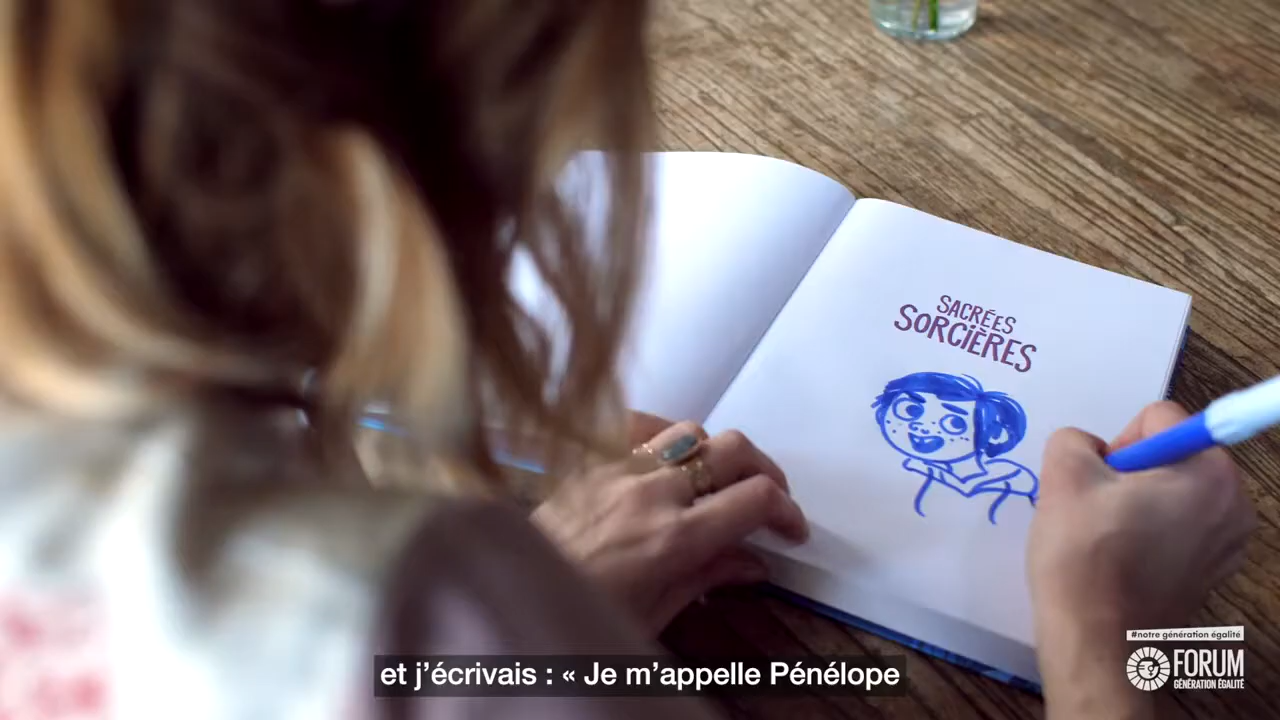 SACRÉES
SORCIÈRES
et j'écrivais : « Je m'appelle Pénélope
#notre génération égalité
FORUM
GÉNÉRATION ÉGALITÉ